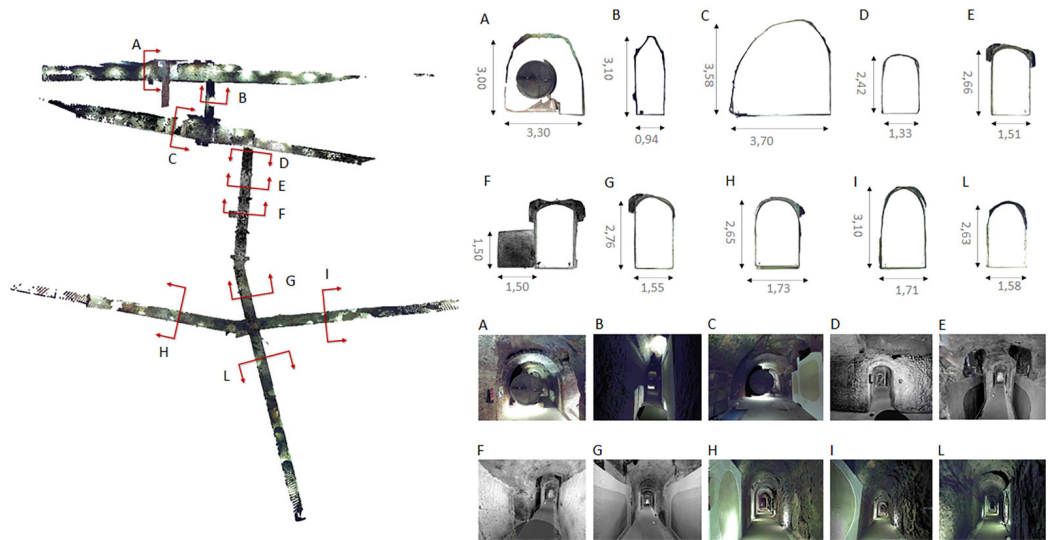 A
B
C
D
E
F
G
I
H
L
A
B
C
D
E
3,00
3,30
3,10
0,94
3,58
3,70
2,42
1,33
2,66
1,51
F
G
H
I
L
1,50
1,50
2,76
1,55
2,65
1,73
3,10
1,71
2,63
1,58
A
B
C
D
E
F
G
H
I
L